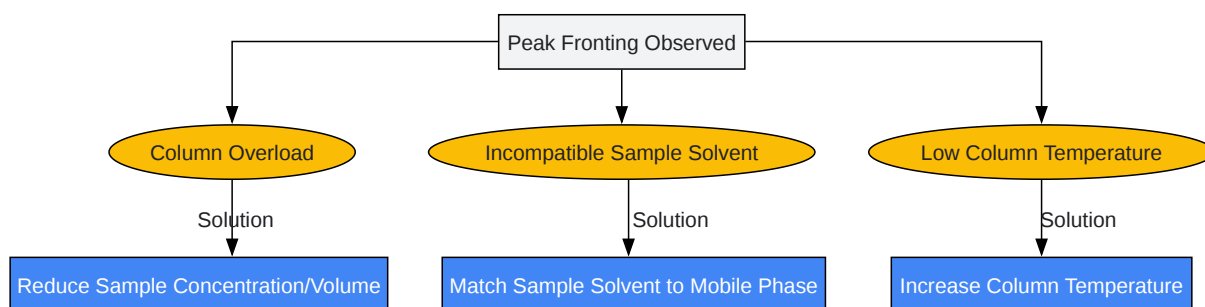 Peak Fronting Observed
Column Overload
Incompatible Sample Solvent
Low Column Temperature
Solution
Solution
Solution
Reduce Sample Concentration/Volume
Match Sample Solvent to Mobile Phase
Increase Column Temperature